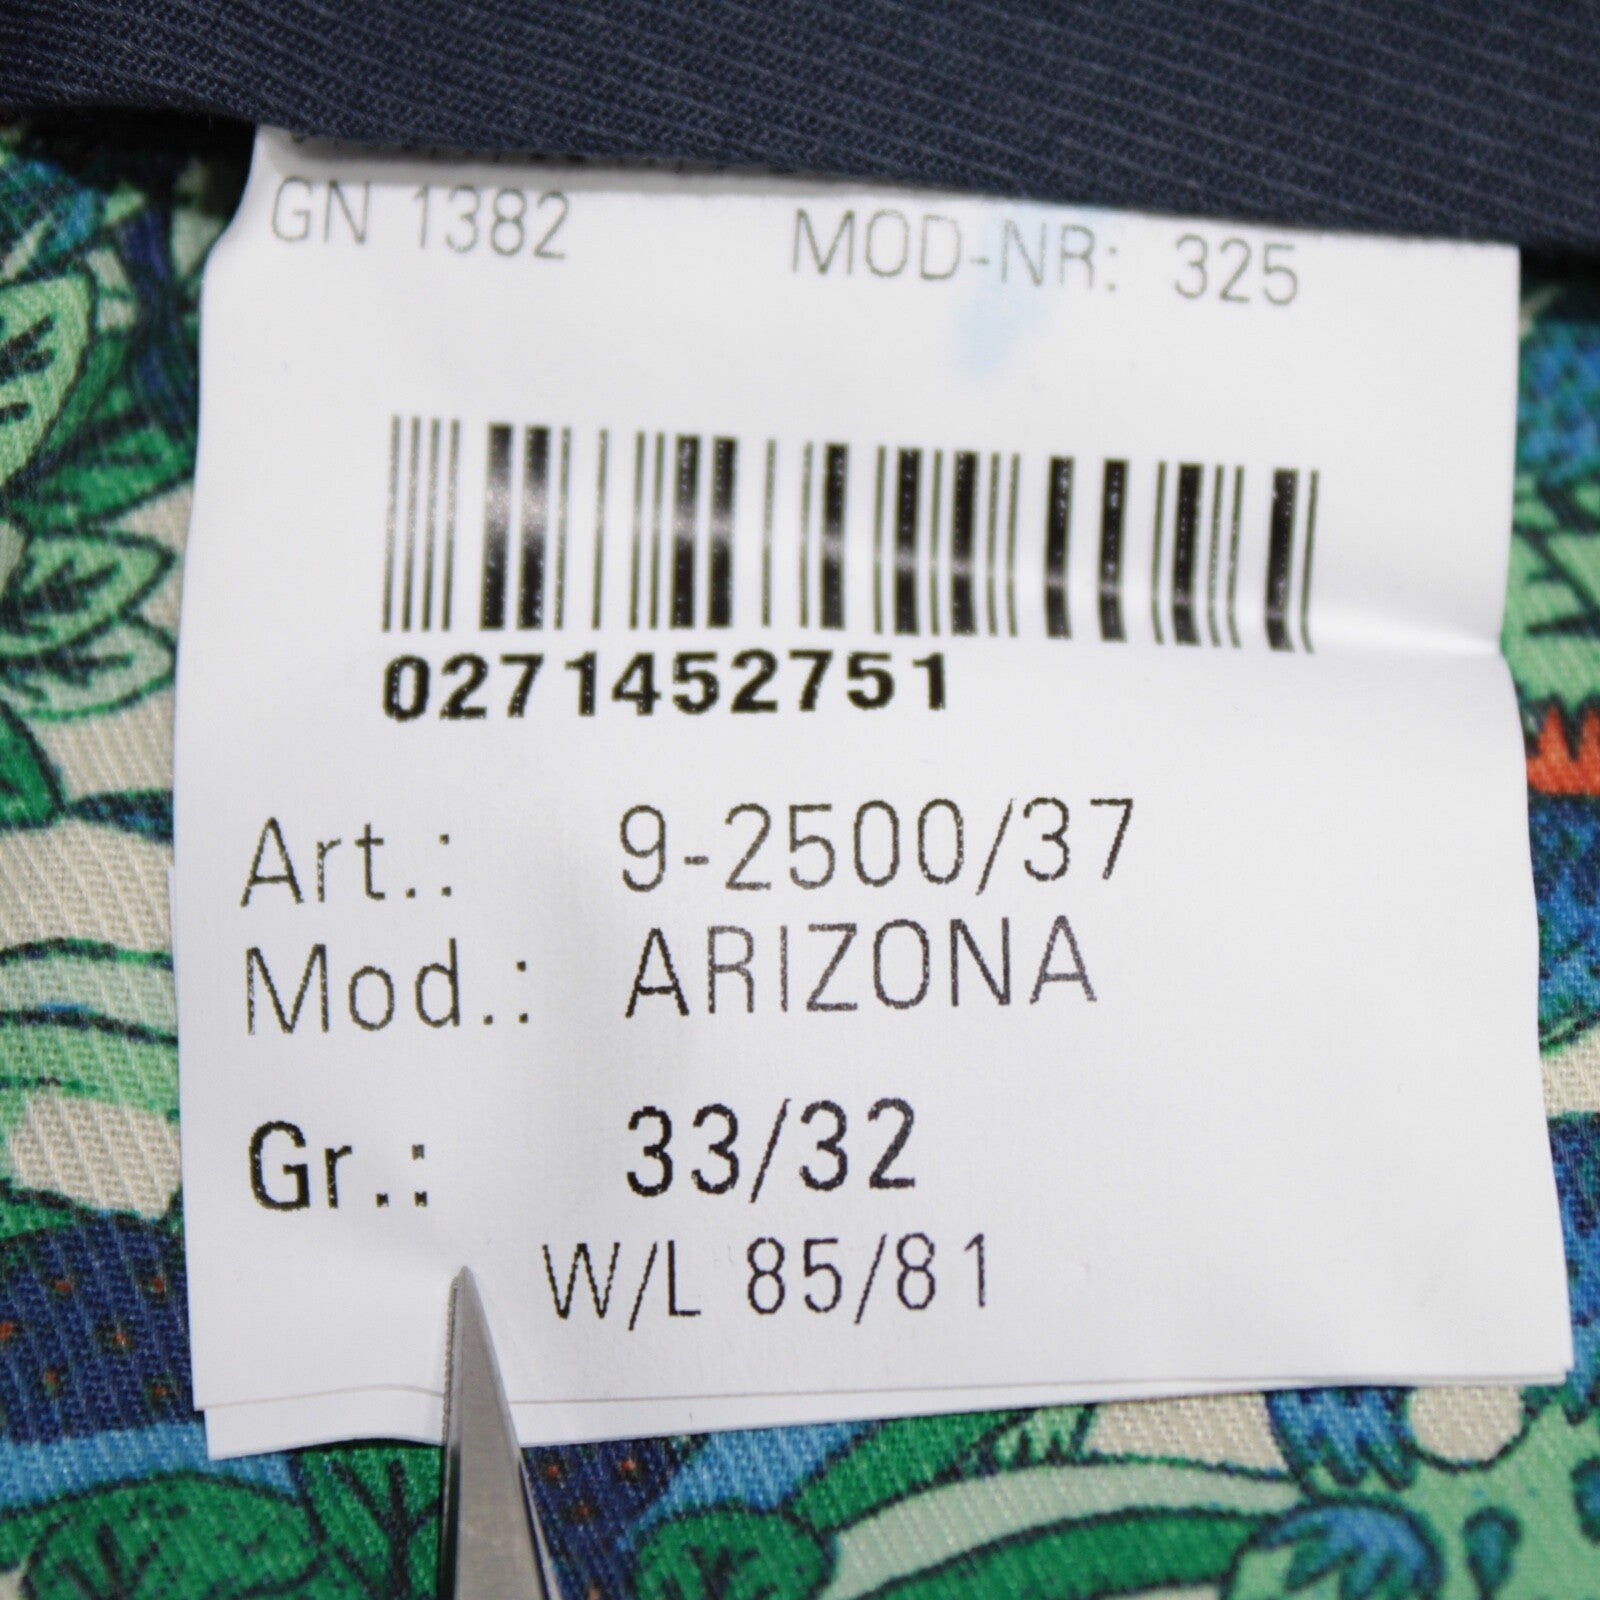 GN 1382 MOD-NR: 325
0271452751
Art.: 9-2500/37
Mod.: ARIZONA
Gr.: 33/32
W/L 85/81